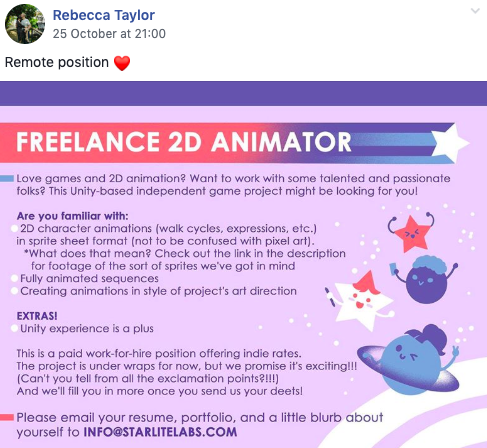 Rebecca Taylor
25 October at 21:00
Remote position ❤️
FREELANCE 2D ANIMATOR
Love games and 2D animation? Want to work with some talented and passionate
folks? This Unity-based independent game project might be looking for you!
Are you familiar with:
2D character animations (walk cycles, expressions, etc.)
in sprite sheet format (not to be confused with pixel art).
*What does that mean? Check out the link in the description
for footage of the sort of sprites we've got in mind
Fully animated sequences
Creating animations in style of project's art direction
EXTRAS!
Unity experience is a plus
This is a paid work-for-hire position offering indie rates.
The project is under wraps for now, but we promise it's exciting!!!
(Can't you tell from all the exclamation points?!!!)
And we'll fill you in more once you send us your deets!
Please email your resume, portfolio, and a little blurb about
yourself to INFO@STARLITELABS.COM